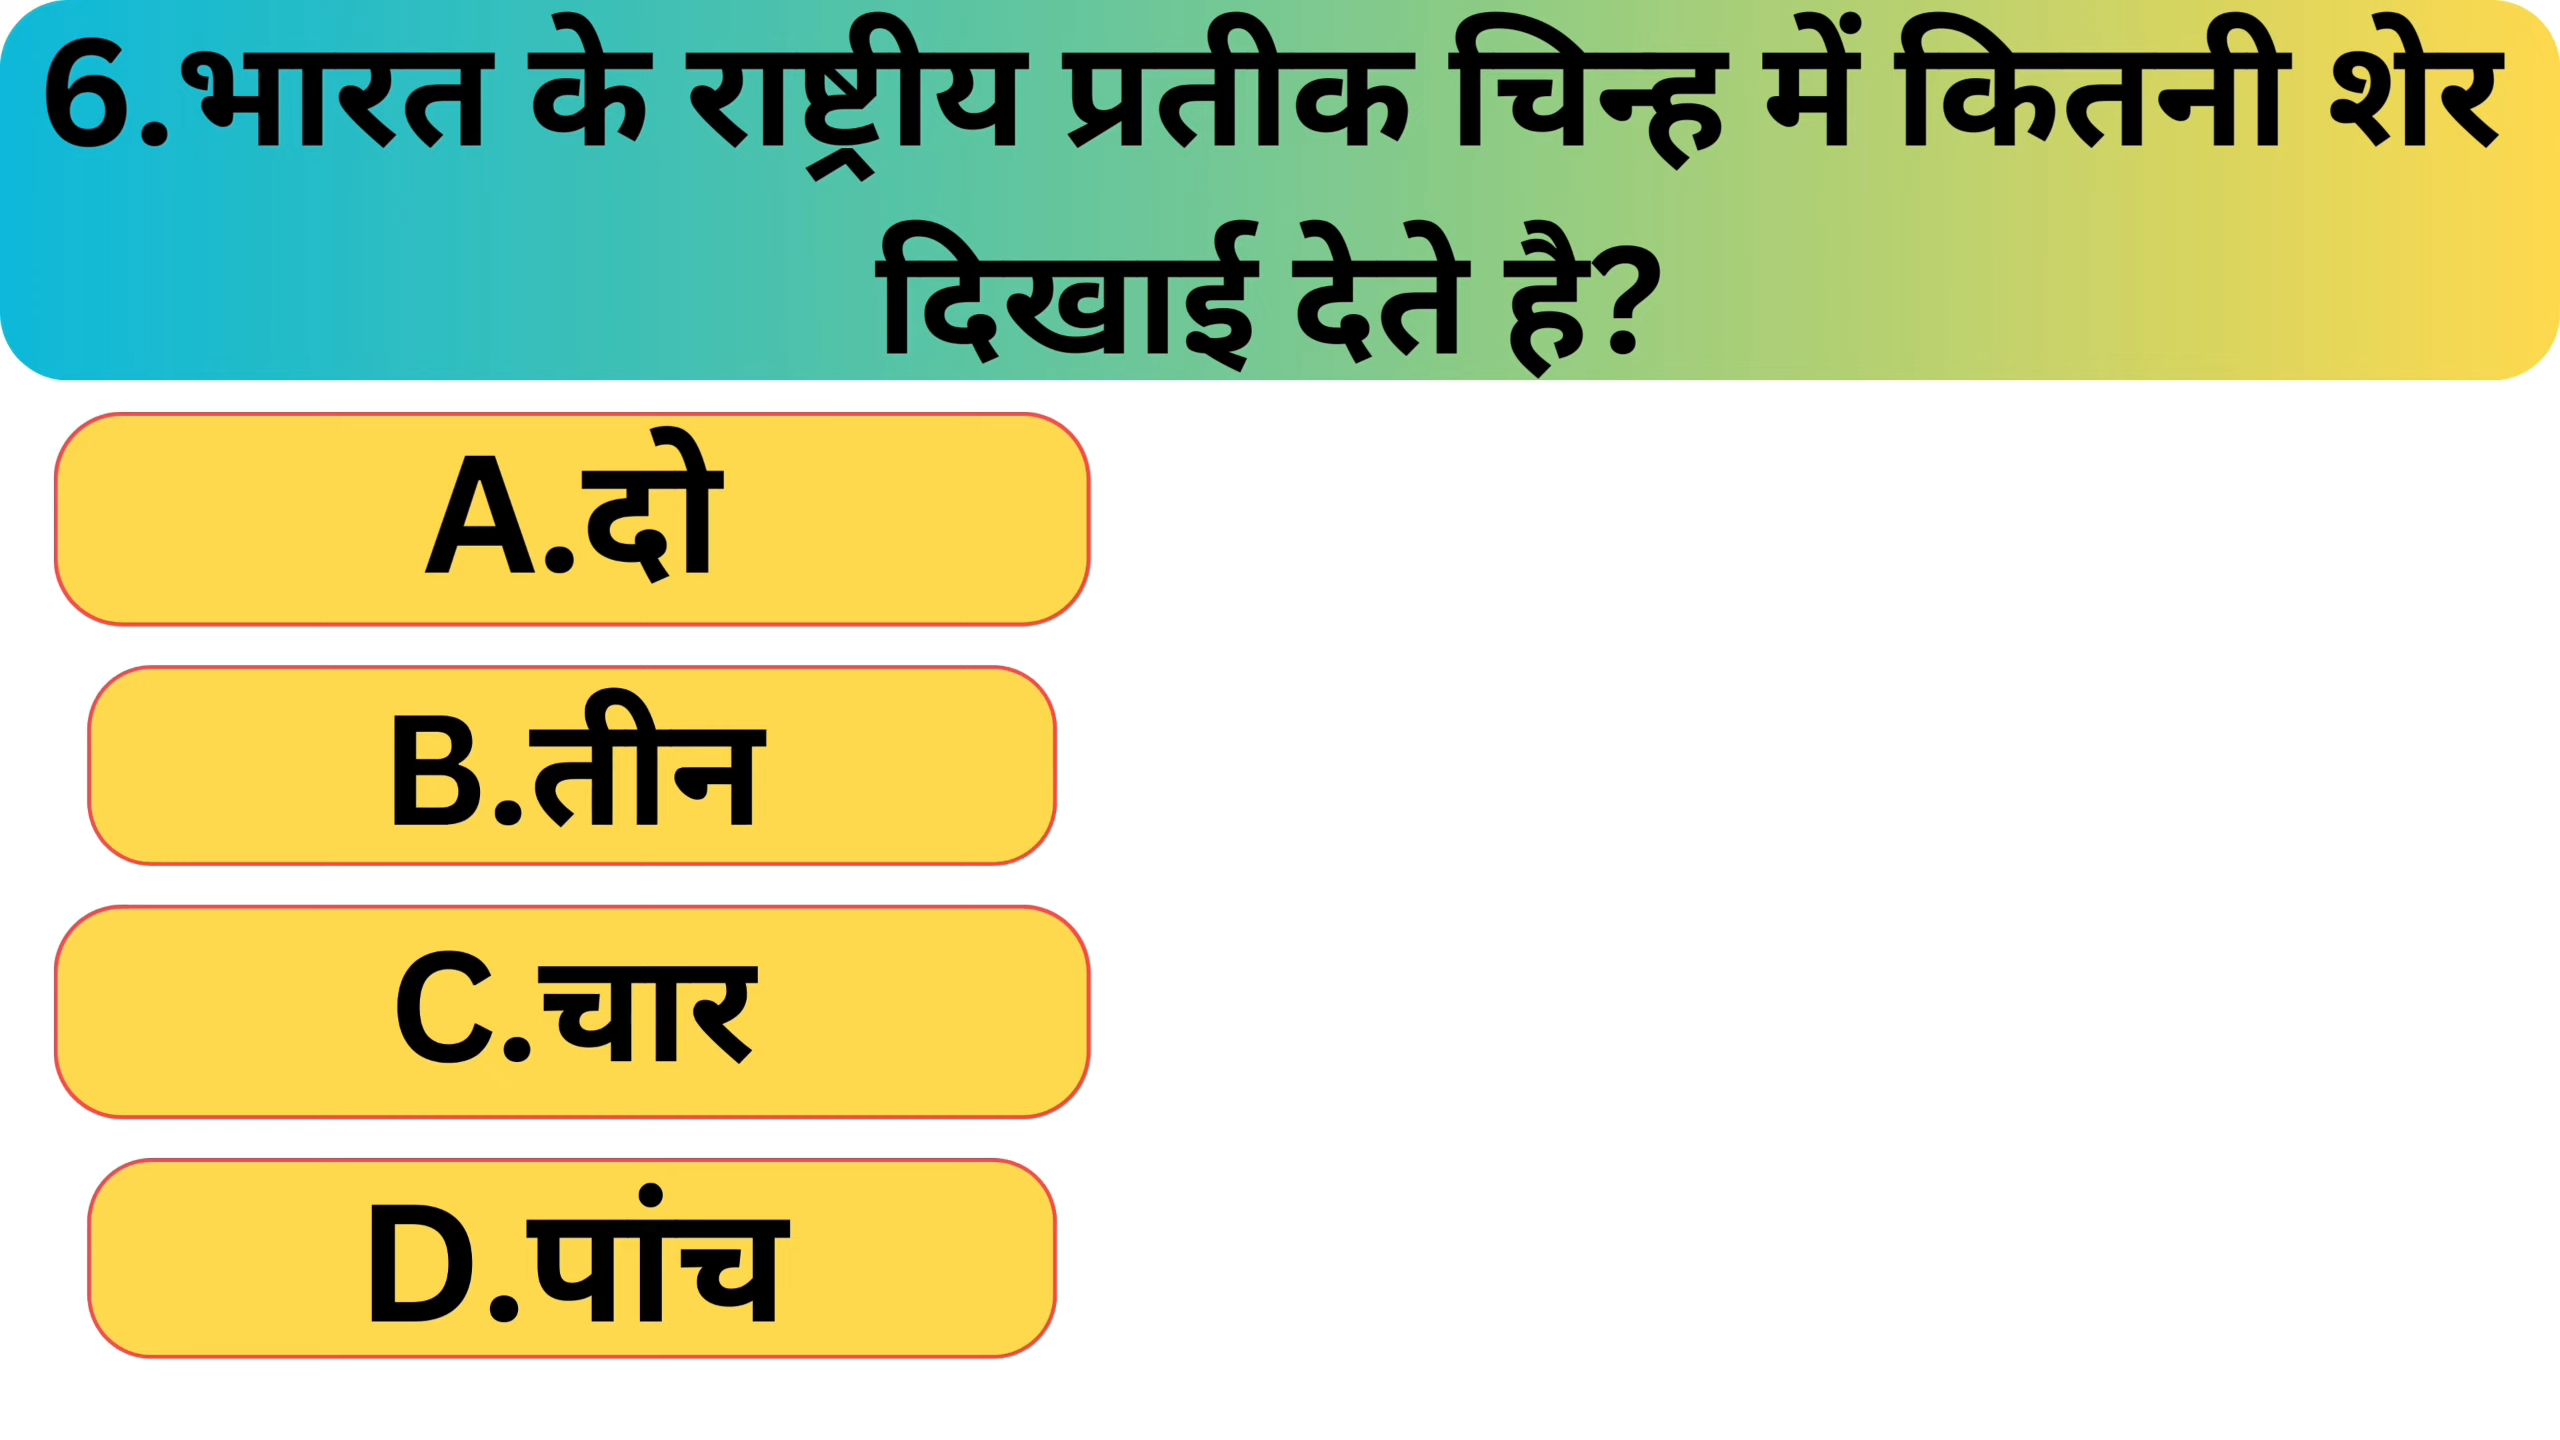 6.भारत के राष्ट्रीय प्रतीक चिन्ह में कितनी शेर
दिखाई देते है?
A.दो
B.तीन
C.चार
D.पांच